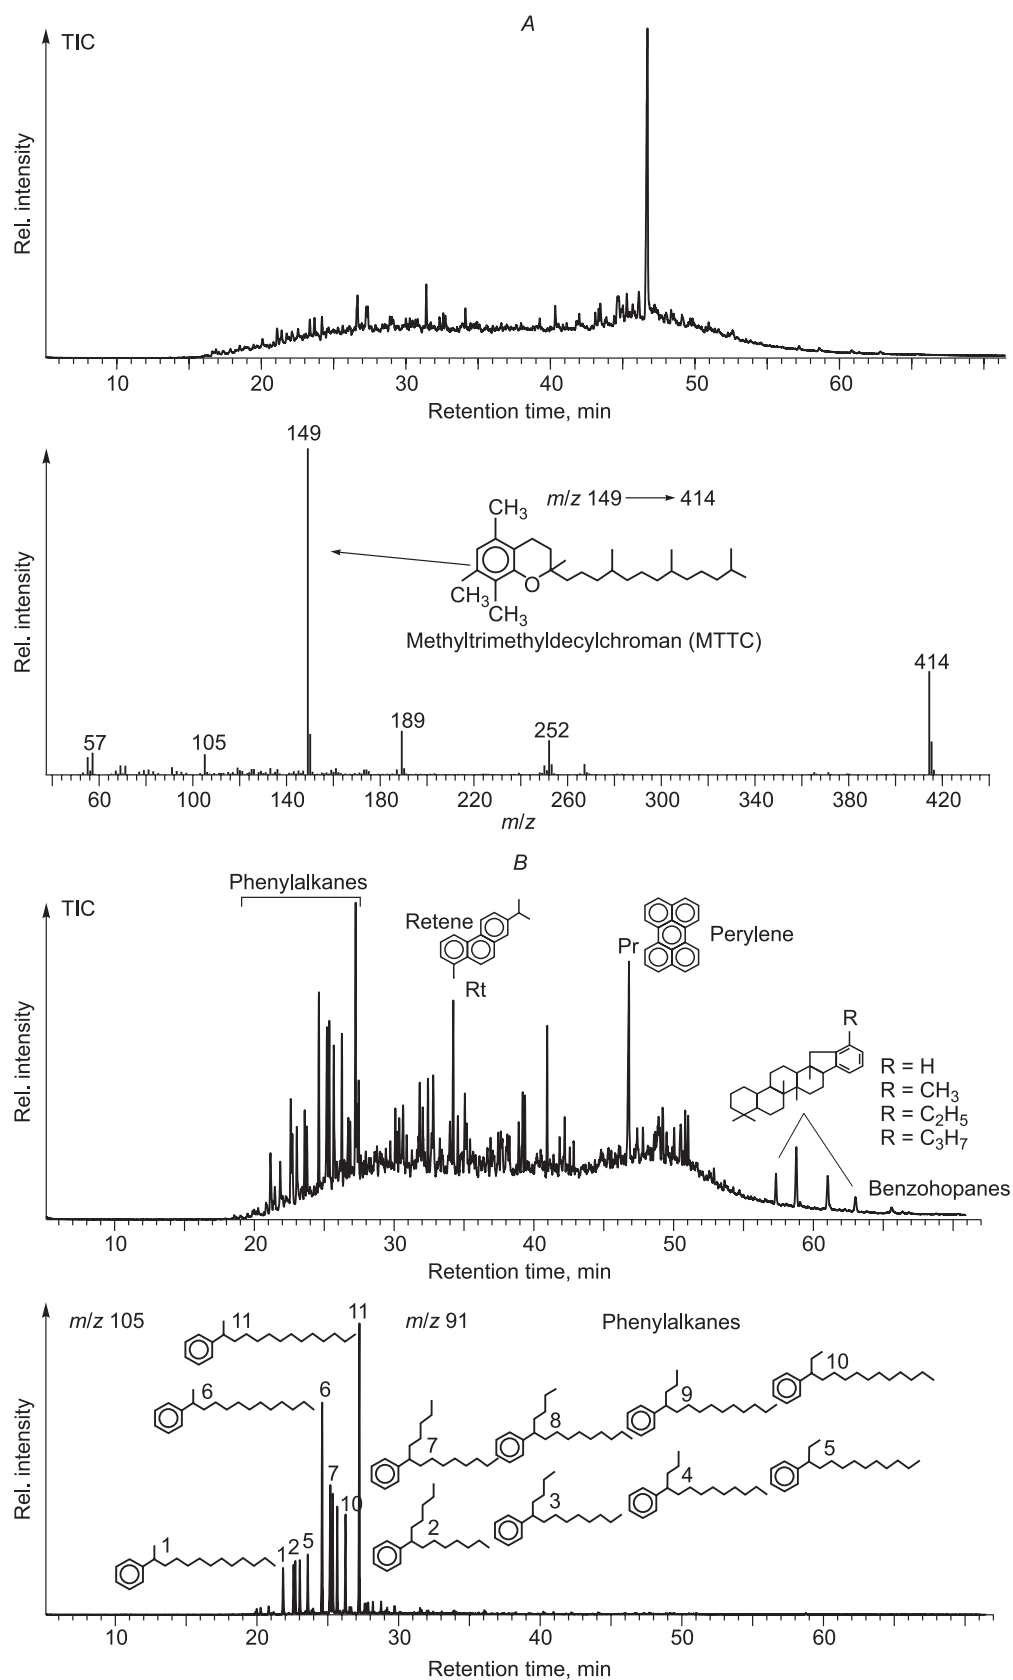 A
TIC
Rel. intensity
10 20 30 40 50 60
Retention time, min
149
m/z 149 → 414
CH3
O
CH3
CH3
Methyltrimethyldecylchroman (MTTC)
Rel. intensity
57 105 189 252 414
60 100 140 180 220 260 300 340 380 420
m/z
B
Phenylalkanes
TIC
Retene
Rt
Pr
Perylene
R
R = H
R = CH3
R = C2H5
R = C3H7
Benzohopanes
Rel. intensity
10 20 30 40 50 60
Retention time, min
m/z 105
11
11
m/z 91
Phenylalkanes
6
6
7
8
9
10
7
10
2
3
4
5
1
1 2 5
Rel. intensity
10 20 30 40 50 60
Retention time, min